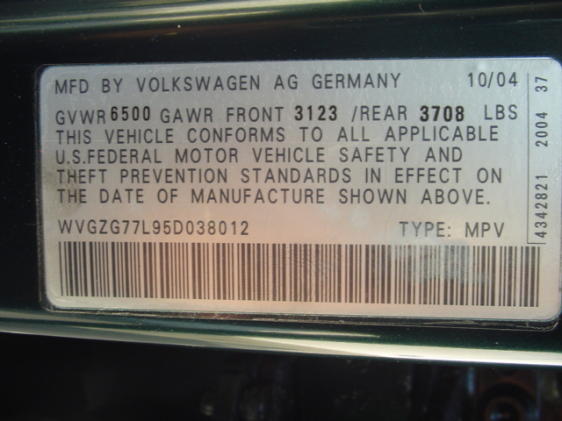 MFD BY VOLKSWAGEN AG GERMANY 10/04
GVWR 6500 GAWR FRONT 3123 /REAR 3708 LBS
THIS VEHICLE CONFORMS TO ALL APPLICABLE
U.S.FEDERAL MOTOR VEHICLE SAFETY AND
THEFT PREVENTION STANDARDS IN EFFECT ON
THE DATE OF MANUFACTURE SHOWN ABOVE.
WVGZG77L95D038012 TYPE: MPV
4342821 2004 37